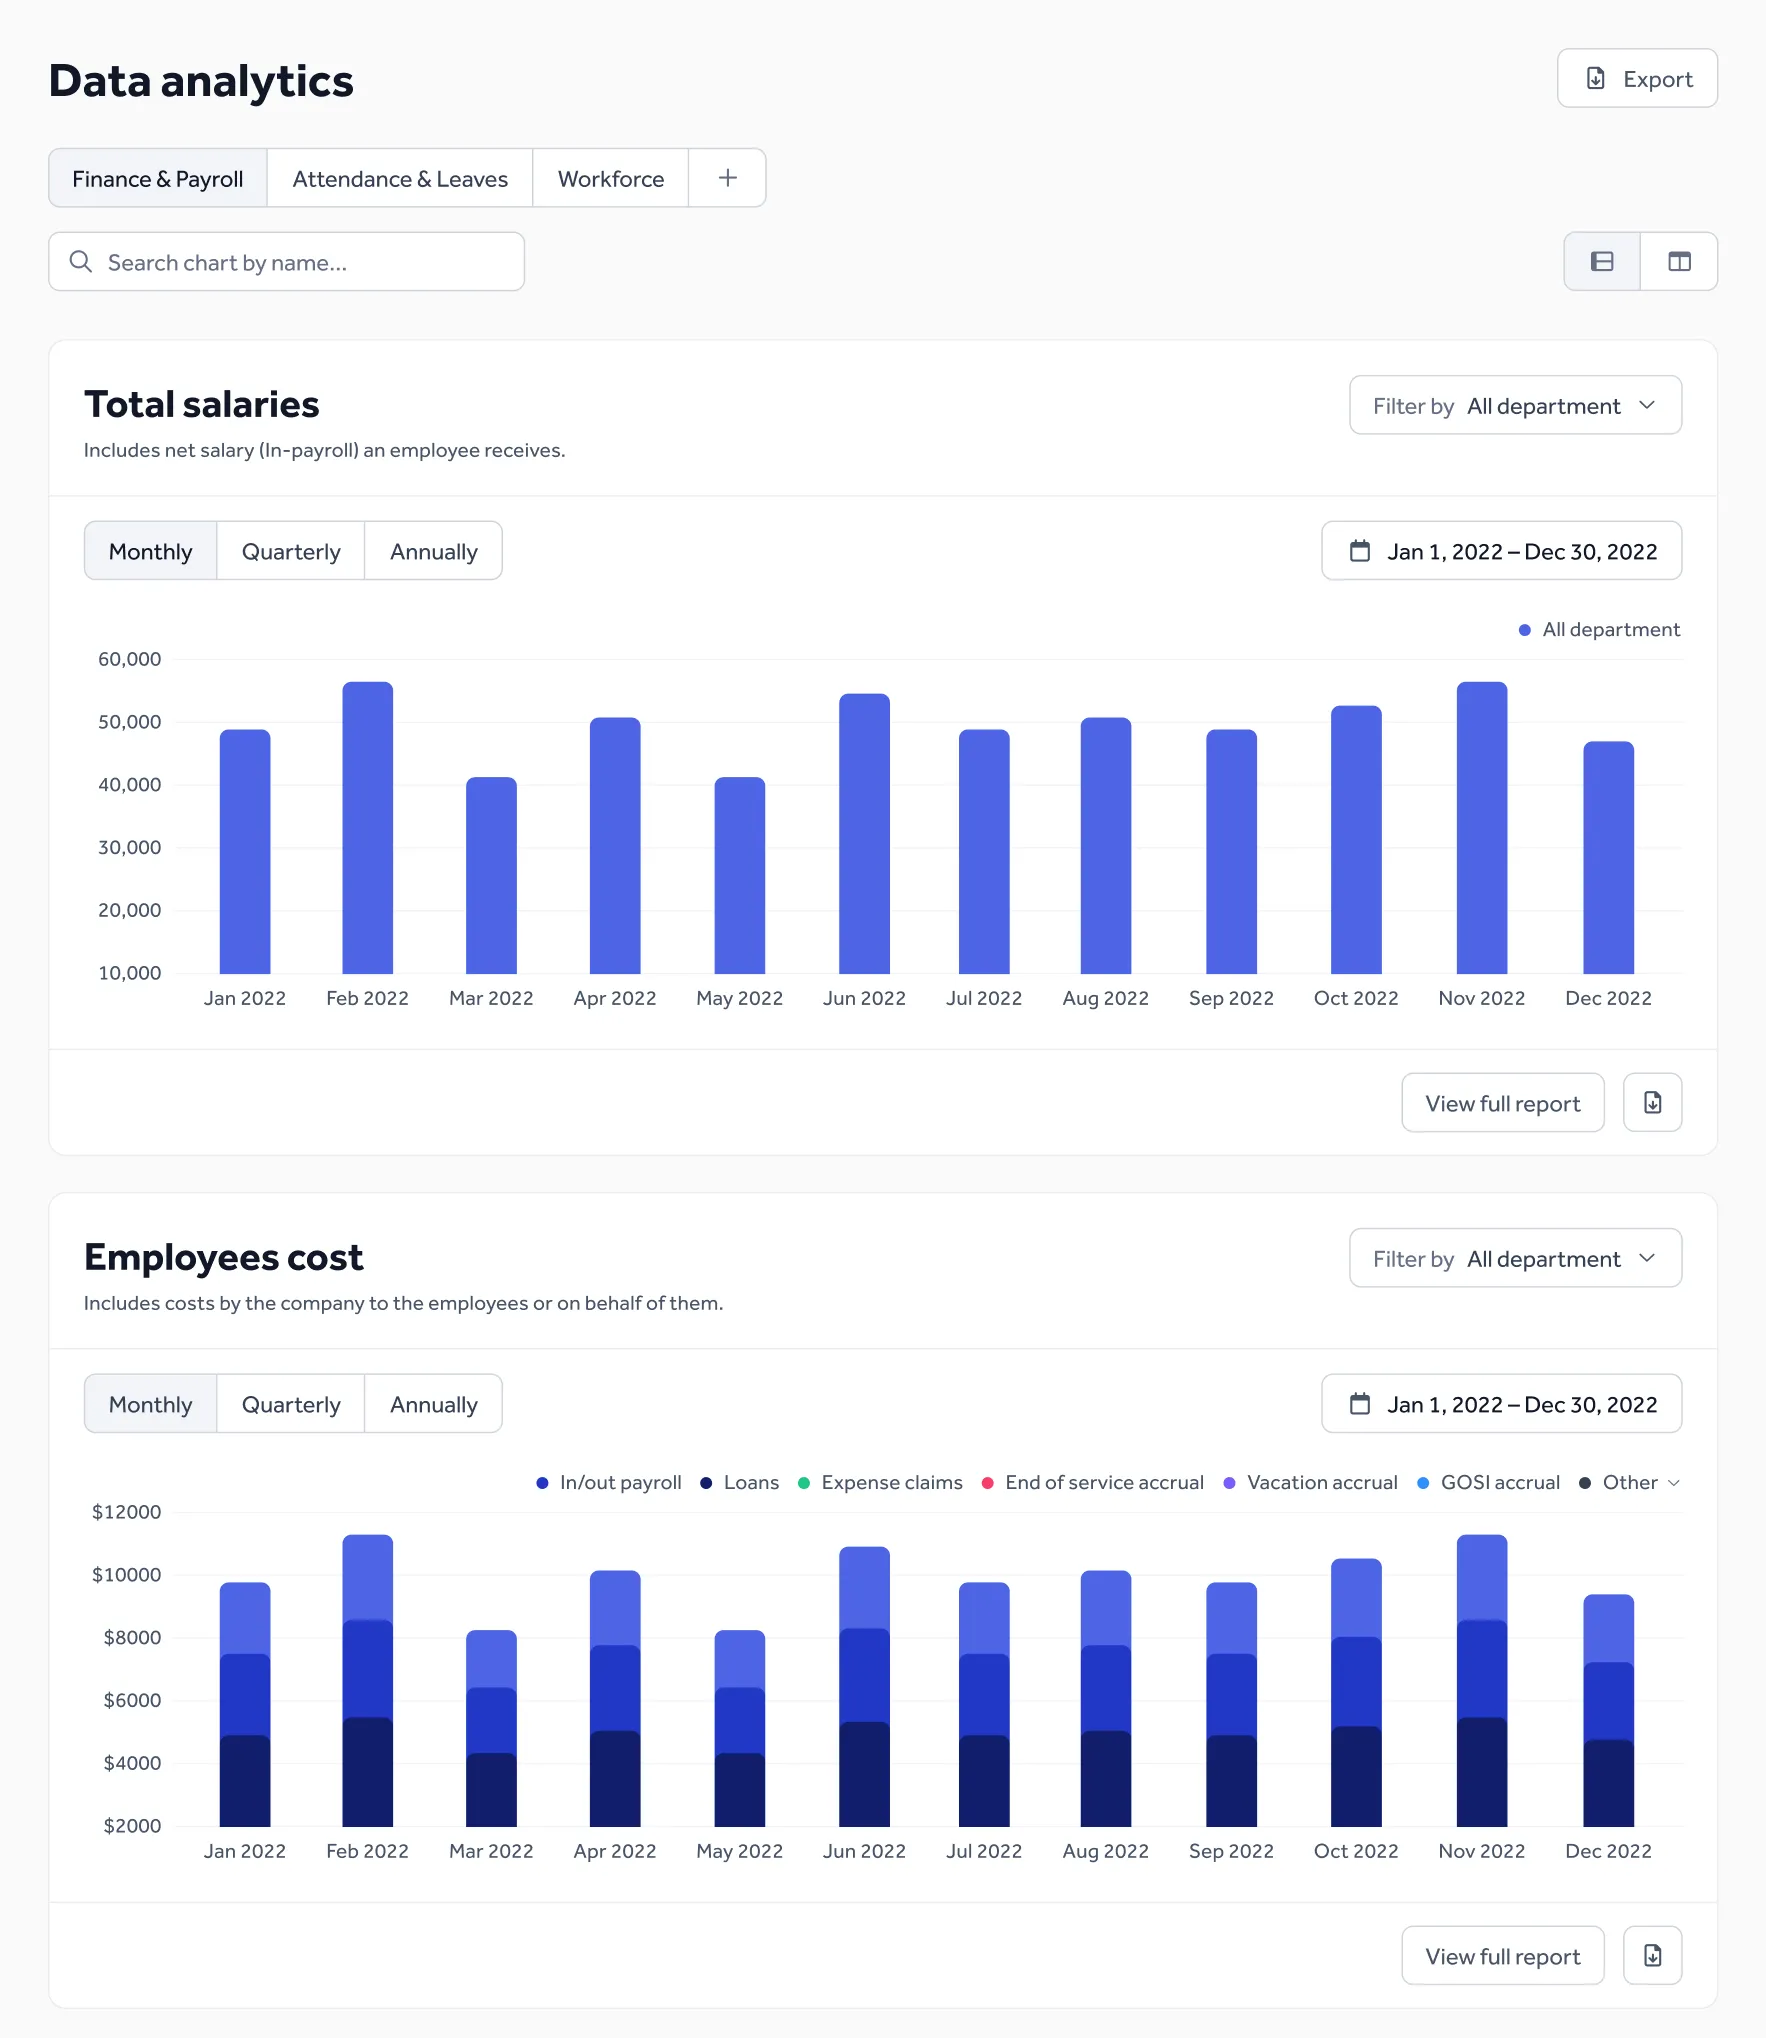 Data analytics
Export
Finance & Payroll
Attendance & Leaves
Workforce
Search chart by name...
Total salaries
Filter by All department
Includes net salary (In-payroll) an employee receives.
Monthly
Quarterly
Annually
Jan 1, 2022 – Dec 30, 2022
All department
60,000
50,000
40,000
30,000
20,000
10,000
Jan 2022
Feb 2022
Mar 2022
Apr 2022
May 2022
Jun 2022
Jul 2022
Aug 2022
Sep 2022
Oct 2022
Nov 2022
Dec 2022
View full report
Employees cost
Filter by All department
Includes costs by the company to the employees or on behalf of them.
Monthly
Quarterly
Annually
Jan 1, 2022 – Dec 30, 2022
In/out payroll
Loans
Expense claims
End of service accrual
Vacation accrual
GOSI accrual
Other
$12000
$10000
$8000
$6000
$4000
$2000
Jan 2022
Feb 2022
Mar 2022
Apr 2022
May 2022
Jun 2022
Jul 2022
Aug 2022
Sep 2022
Oct 2022
Nov 2022
Dec 2022
View full report